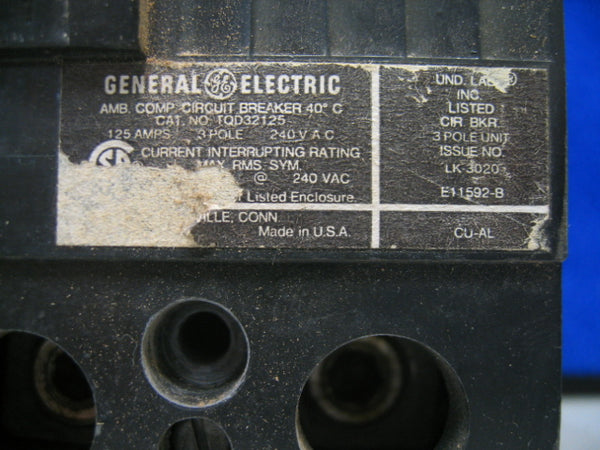 GENERAL GE ELECTRIC
AMB. COMP. CIRCUIT BREAKER 40° C
CAT. NO. TQD32125
125 AMPS 3 POLE 240 V A C
CURRENT INTERRUPTING RATING
MAX. RMS. SYM.
@ 240 VAC
Listed Enclosure
VILLE, CONN
Made in U.S.A.
UND. LAB
INC
LISTED
CIR BKR
3 POLE UNIT
ISSUE NO.
LK-3020
E11592-B
CU-AL